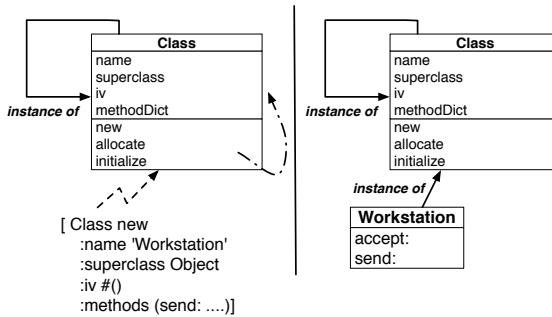 Class
name
superclass
iv
methodDict
new
allocate
initialize
instance of
[ Class new
:name 'Workstation'
:superclass Object
:iv #()
:methods (send: ....)]
Class
name
superclass
iv
methodDict
new
allocate
initialize
instance of
instance of
Workstation
accept:
send: